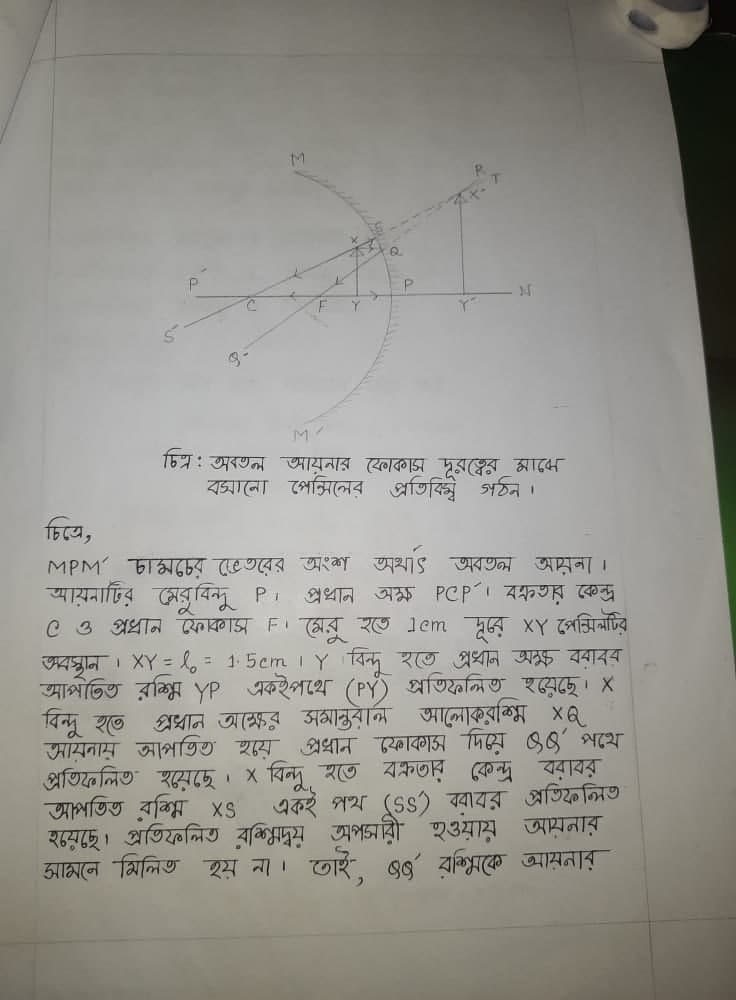 M
R
T
X'
S
X
Q
P'
C
F
Y
P
Y'
N
S'
Q'
M'
চিত্র: অবতল আয়নার ফোকাস দূরত্বের মাঝে
বসানো পেন্সিলের প্রতিবিম্ব গঠন।
চিত্রে,
MPM' চামচের ভেতরের অংশ অর্থাৎ অবতল আয়না।
আয়নাটির মেরুবিন্দু P। প্রধান অক্ষ PCP'। বক্রতার কেন্দ্র
C ও প্রধান ফোকাস F। মেরু হতে 1cm দূরে XY পেন্সিলটির
অবস্থান। XY = l₀ = 1.5cm। Y বিন্দু হতে প্রধান অক্ষ বরাবর
আপতিত রশ্মি YP একইপথে (PY) প্রতিফলিত হয়েছে। X
বিন্দু হতে প্রধান অক্ষের সমান্তরাল আলোকরশ্মি XQ
আয়নায় আপতিত হয়ে প্রধান ফোকাস দিয়ে QQ' পথে
প্রতিফলিত হয়েছে। X বিন্দু হতে বক্রতার কেন্দ্র বরাবর
আপতিত রশ্মি XS একই পথ (SS') বরাবর প্রতিফলিত
হয়েছে। প্রতিফলিত রশ্মিদ্বয় অপসারী হওয়ায় আয়নার
সামনে মিলিত হয় না। তাই, QQ' রশ্মিকে আয়নার